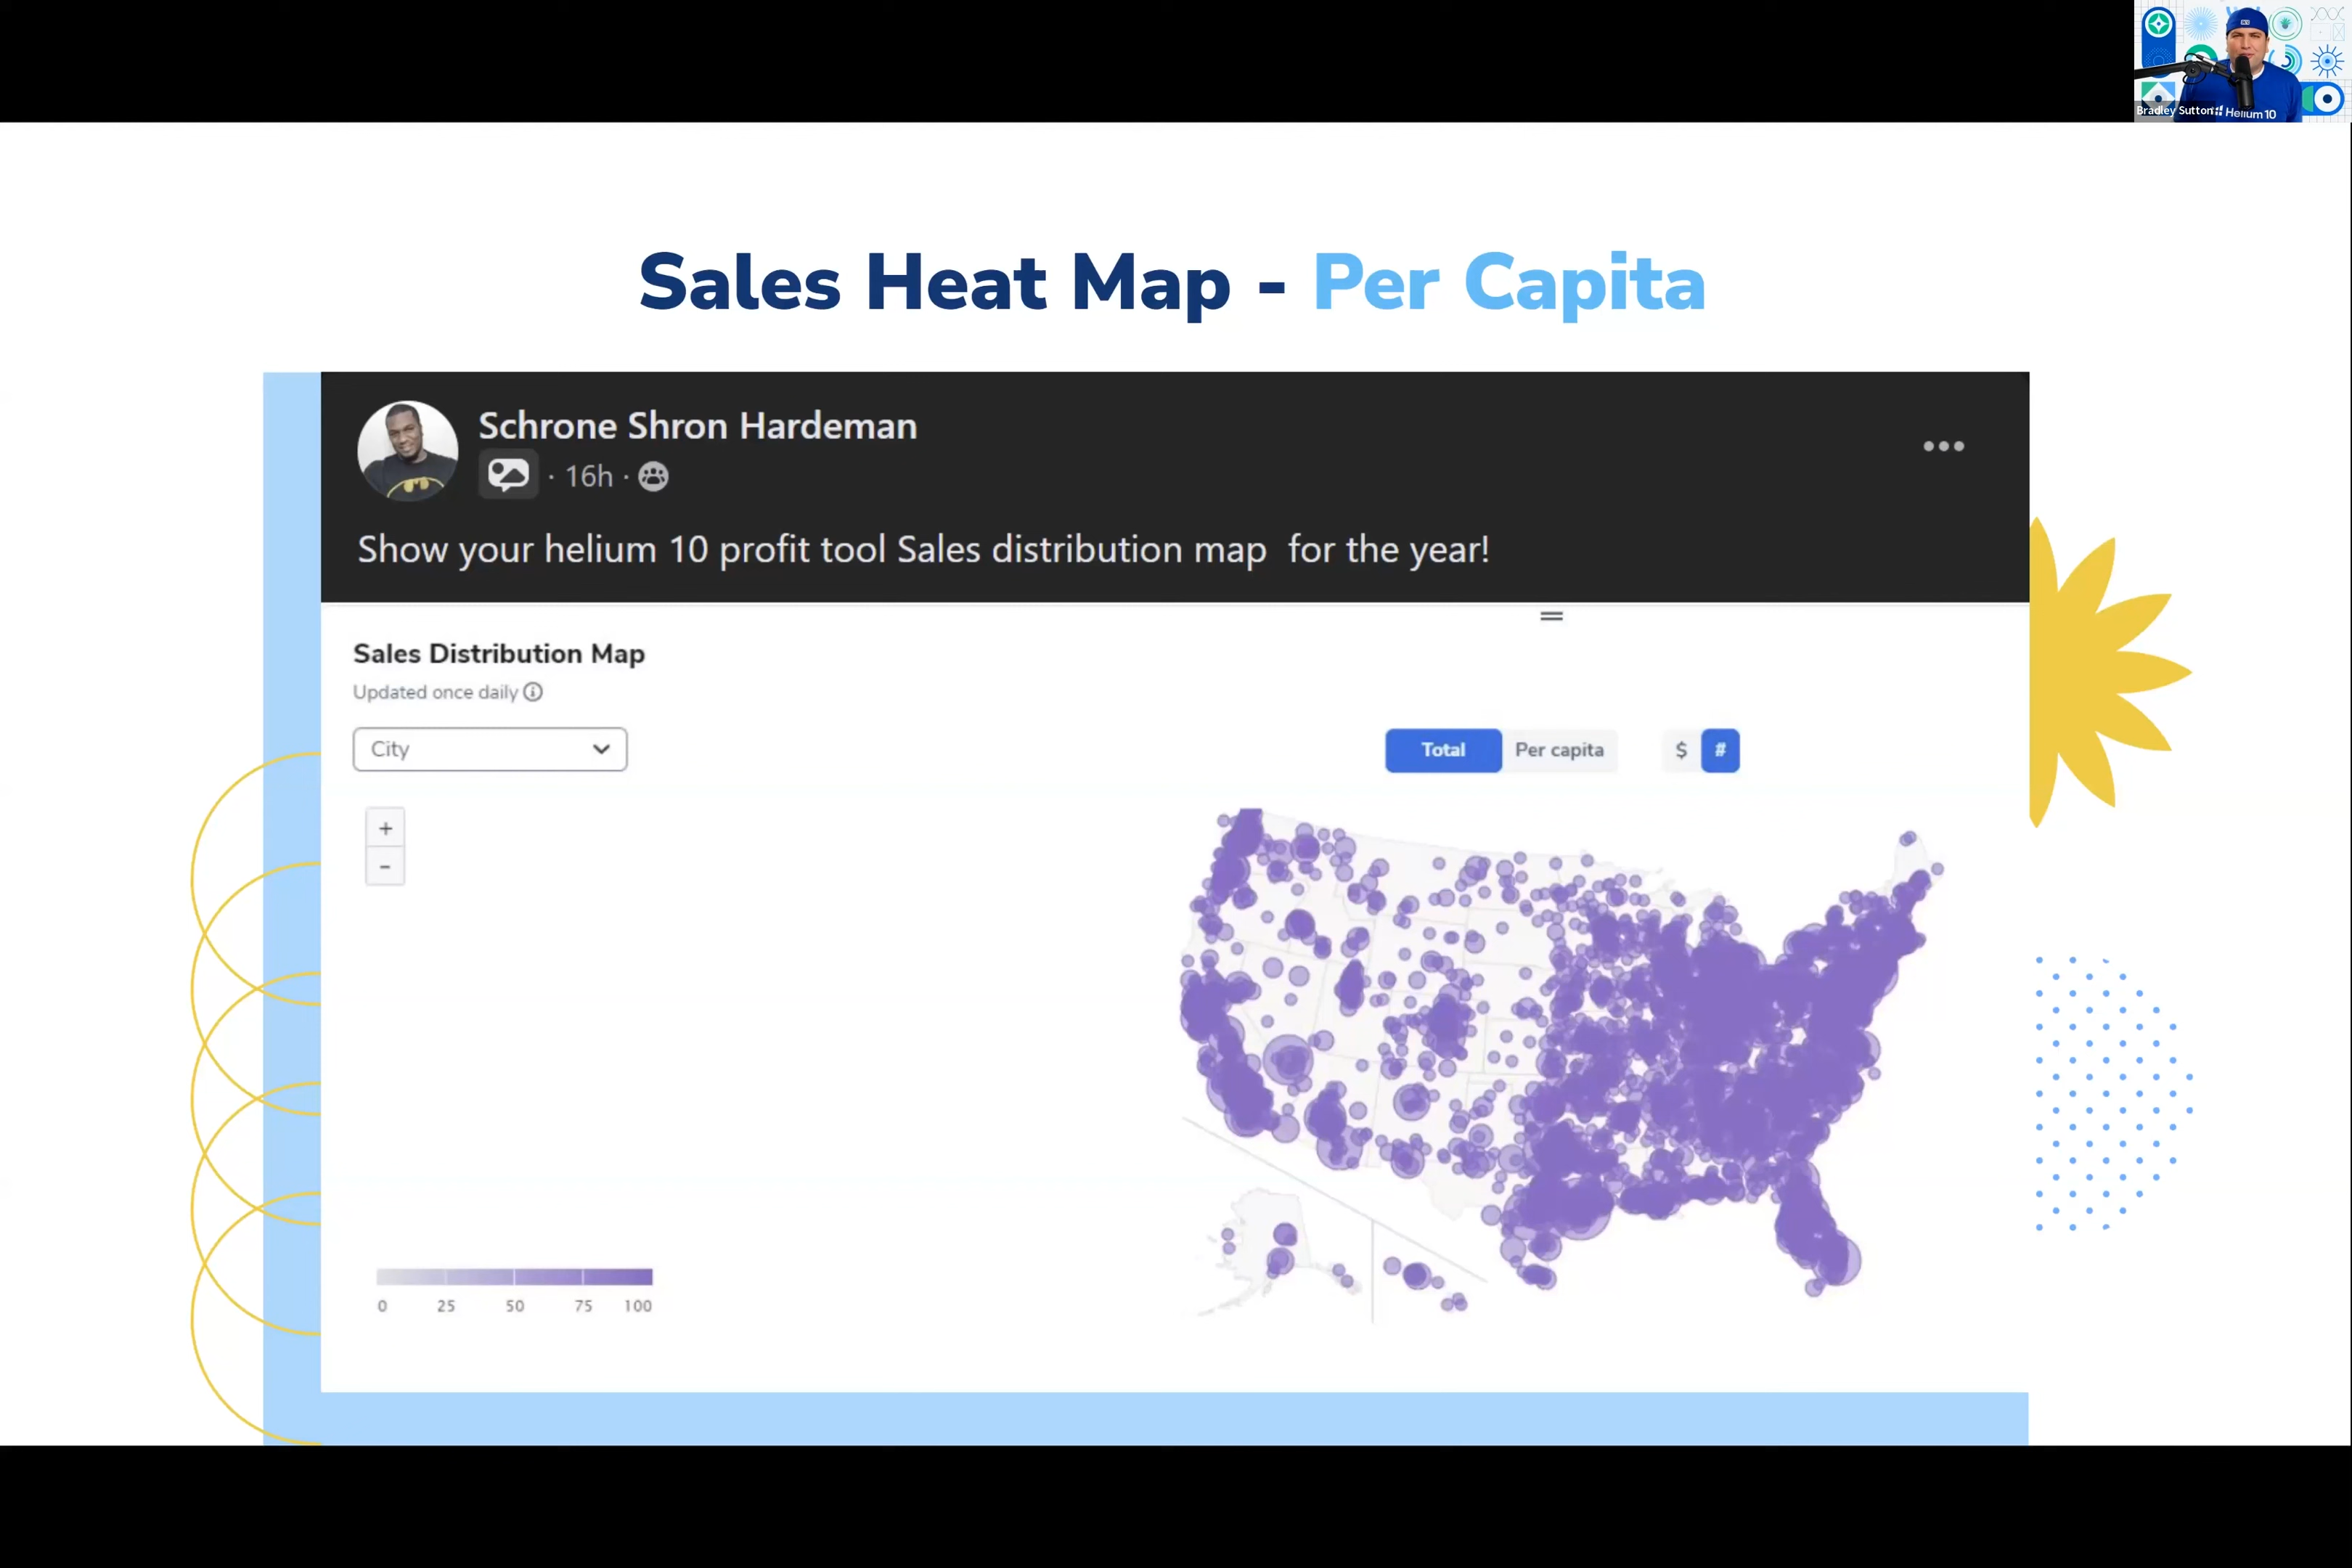 Bradley Sutton
Helium 10
Sales Heat Map - Per Capita
Schrone Shron Hardeman
· 16h ·
Show your helium 10 profit tool Sales distribution map for the year!
Sales Distribution Map
Updated once daily
City
Total Per capita $ #
+
-
0 25 50 75 100